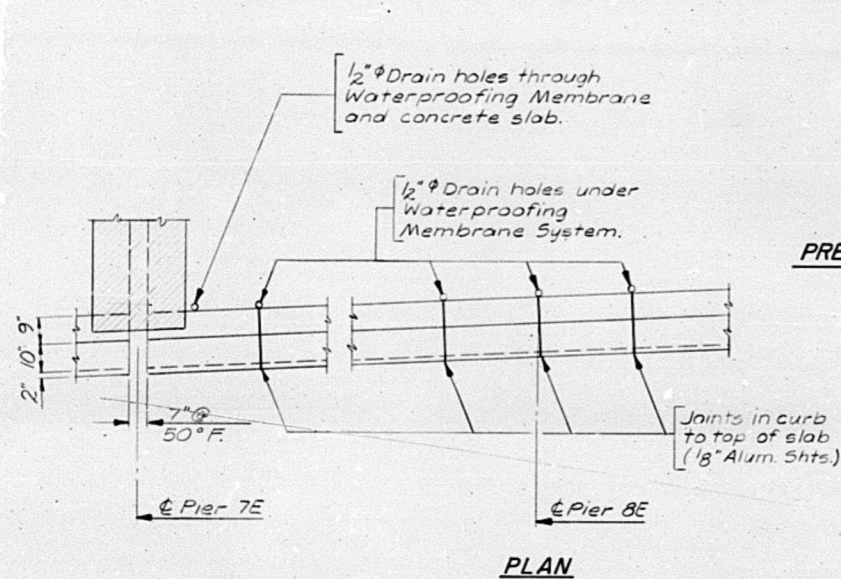 1/2" φ Drain holes through
Waterproofing Membrane
and concrete slab.
1/2" φ Drain holes under
Waterproofing
Membrane System.
PRE
2" 10" 9"
7" @
50° F.
Joints in curb
to top of slab
(1/8" Alum. Shts.)
℄ Pier 7E
℄ Pier 8E
PLAN